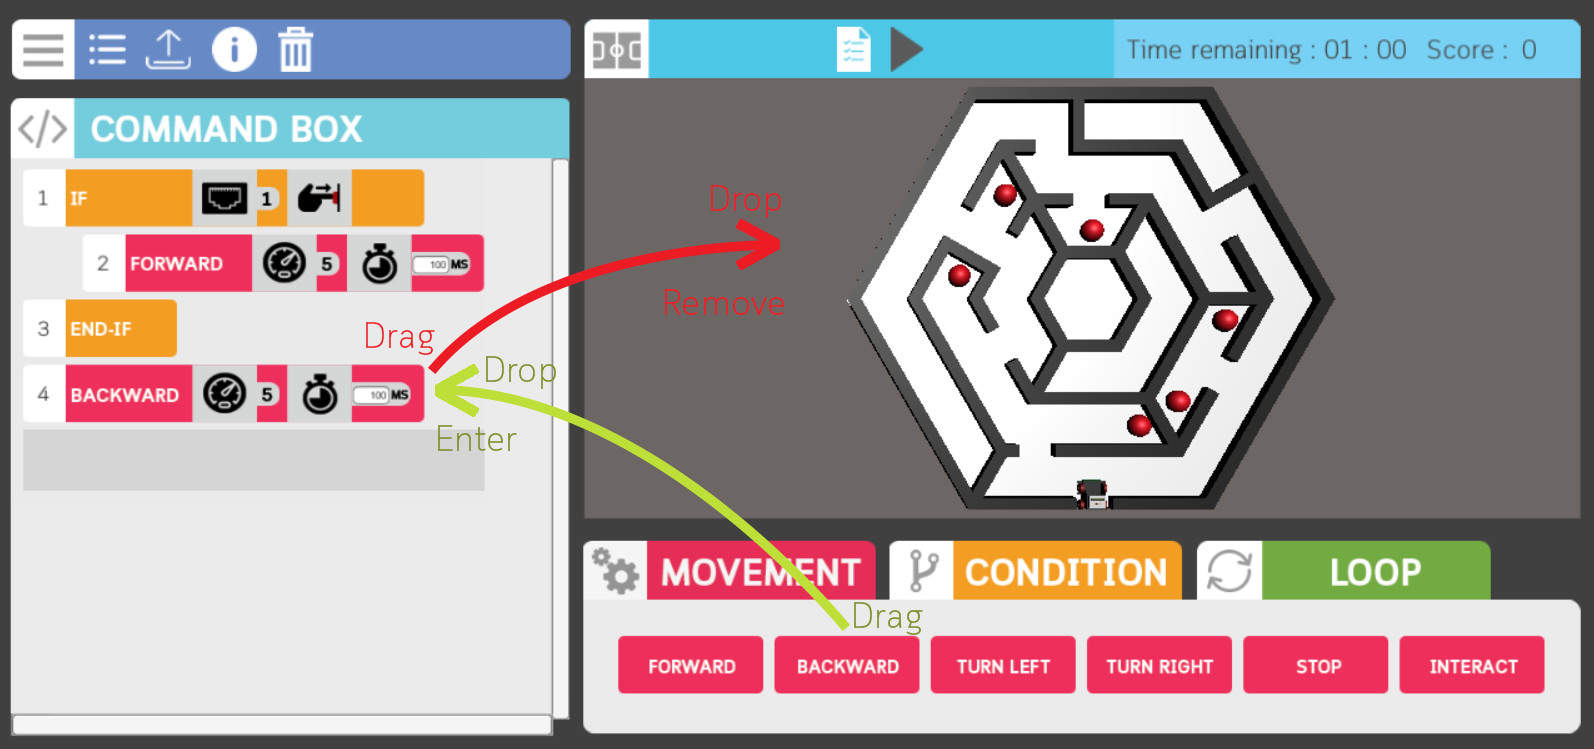 Time remaining : 01 : 00 Score : 0
</> COMMAND BOX
1 IF 1
2 FORWARD 5 100 MS
3 END-IF
4 BACKWARD 5 100 MS
Drag
Drop
Remove
Drop
Enter
Drag
MOVEMENT CONDITION LOOP
FORWARD BACKWARD TURN LEFT TURN RIGHT STOP INTERACT